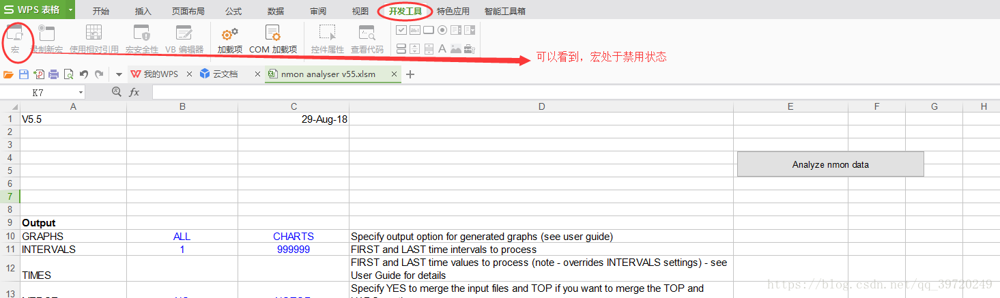 S WPS 表格 开始 插入 页面布局 公式 数据 审阅 视图 开发工具 特色应用 智能工具箱
宏 录制新宏 使用相对引用 宏安全性 VB 编辑器 加载项 COM 加载项 控件属性 查看代码
可以看到，宏处于禁用状态
我的WPS × 云文档 × nmon analyser v55.xlsm × +
K7 fx
A B C D E F G H
1 V5.5 29-Aug-18
2
3
4
Analyze nmon data
5
6
7
8
9 Output
10 GRAPHS ALL CHARTS Specify output option for generated graphs (see user guide)
11 INTERVALS 1 999999 FIRST and LAST time intervals to process
12 TIMES FIRST and LAST time values to process (note - overrides INTERVALS settings) - see
User Guide for details
13 Specify YES to merge the input files and TOP if you want to merge the TOP and
https://blog.csdn.net/qq_39720249